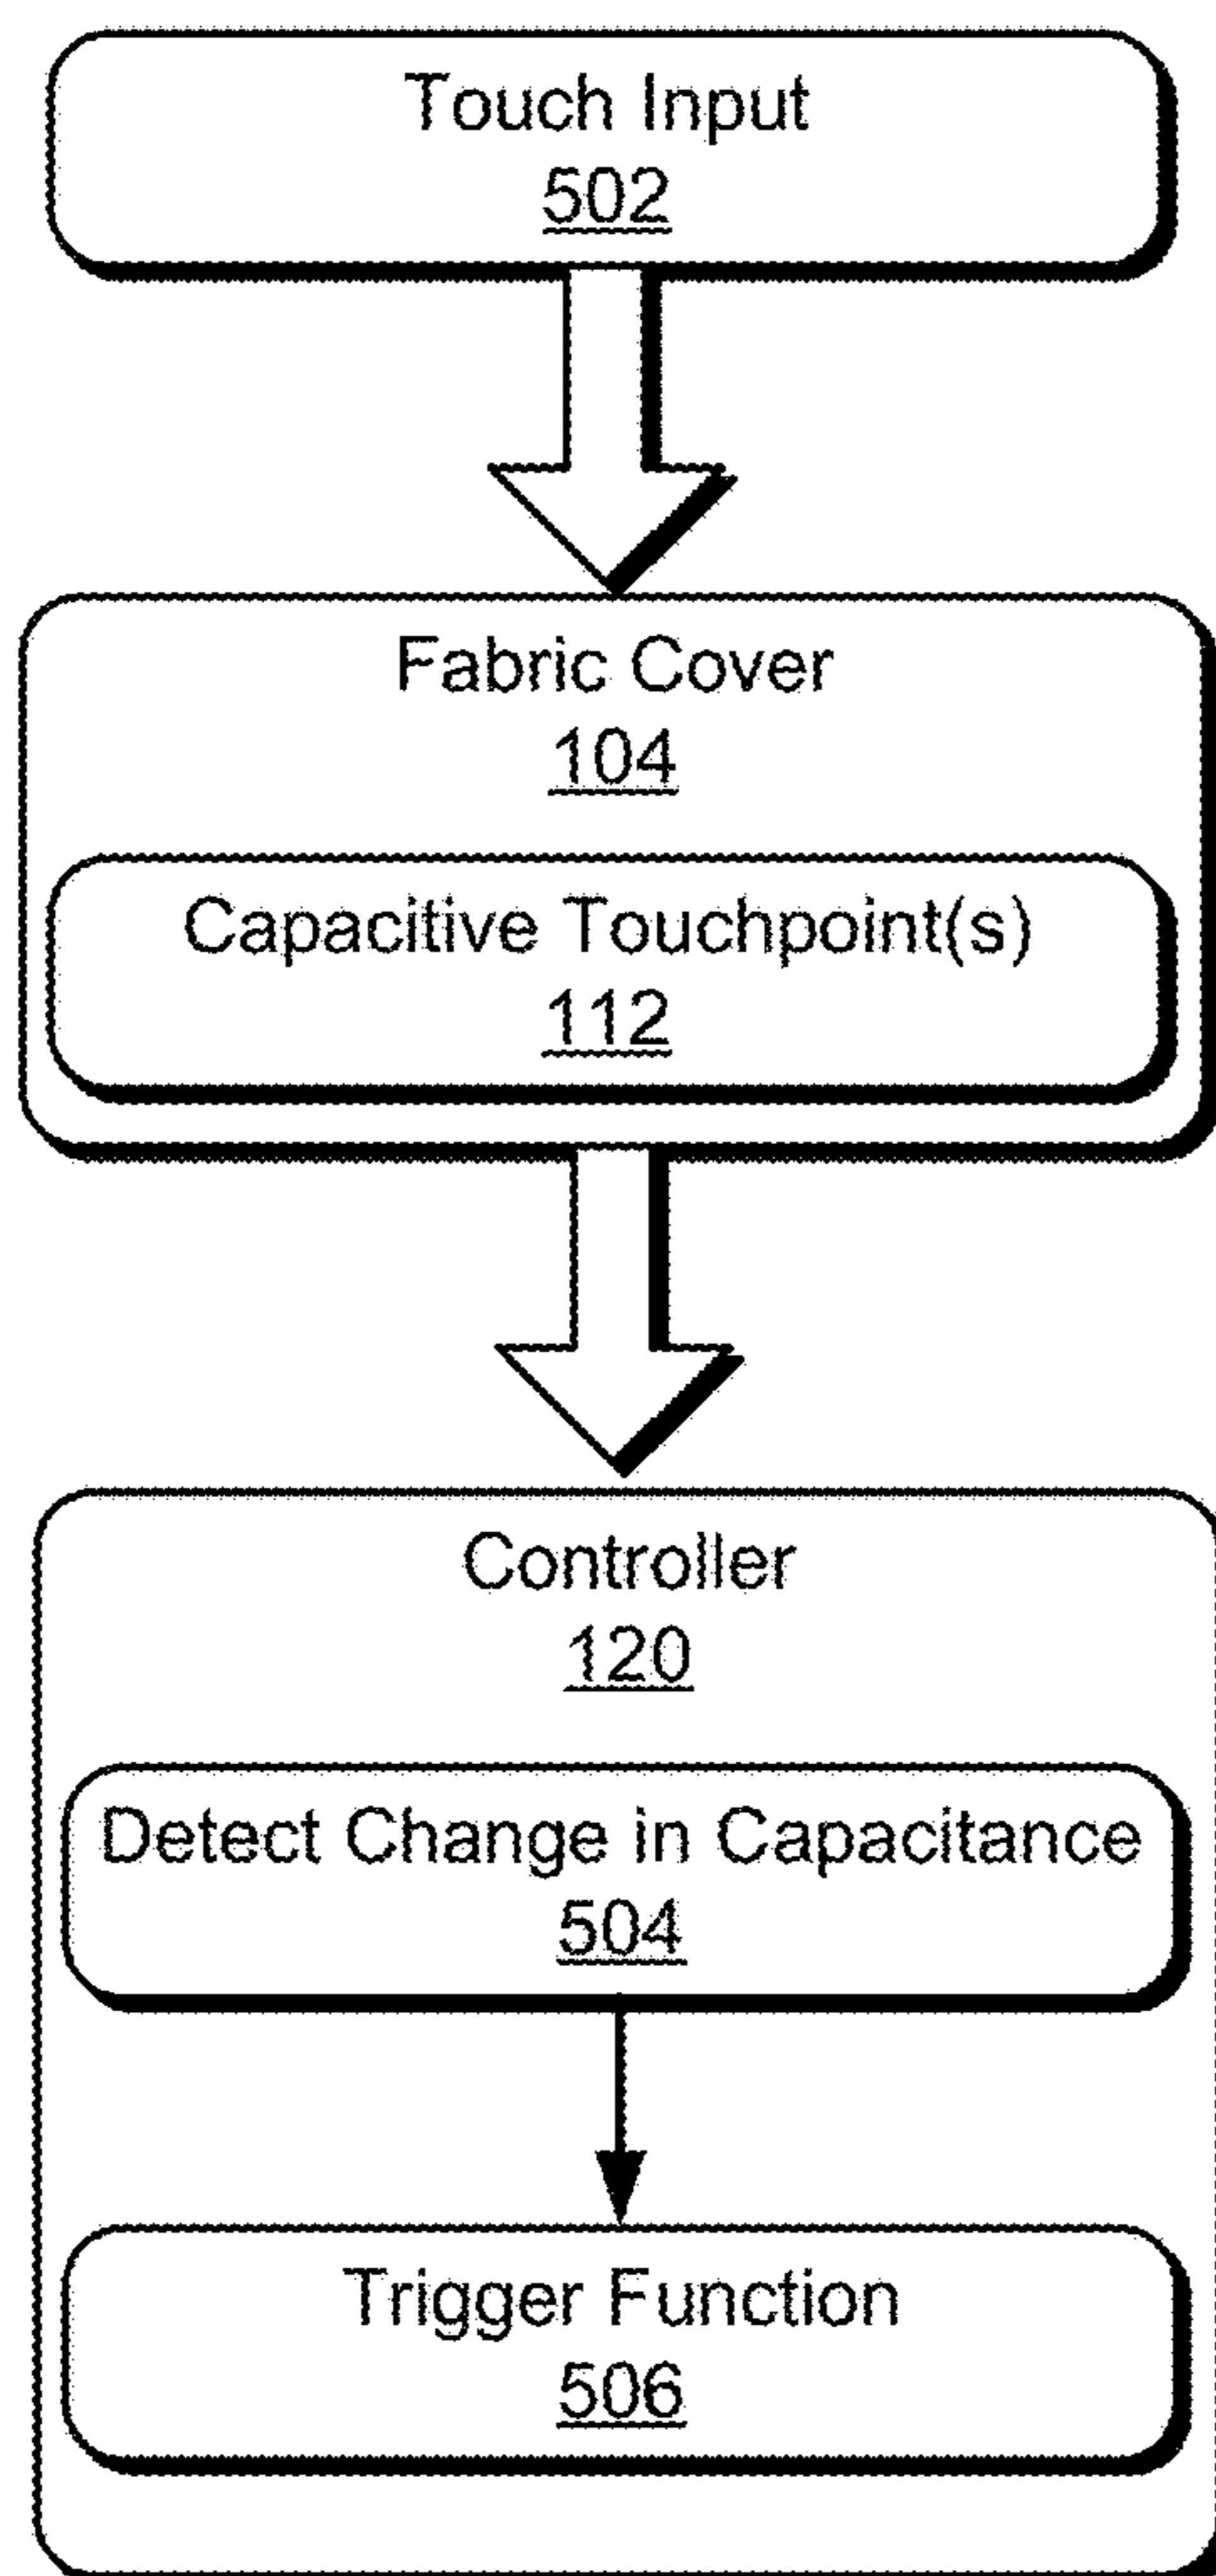 Touch Input
502
Fabric Cover
104
Capacitive Touchpoint(s)
112
Controller
120
Detect Change in Capacitance
504
Trigger Function
506